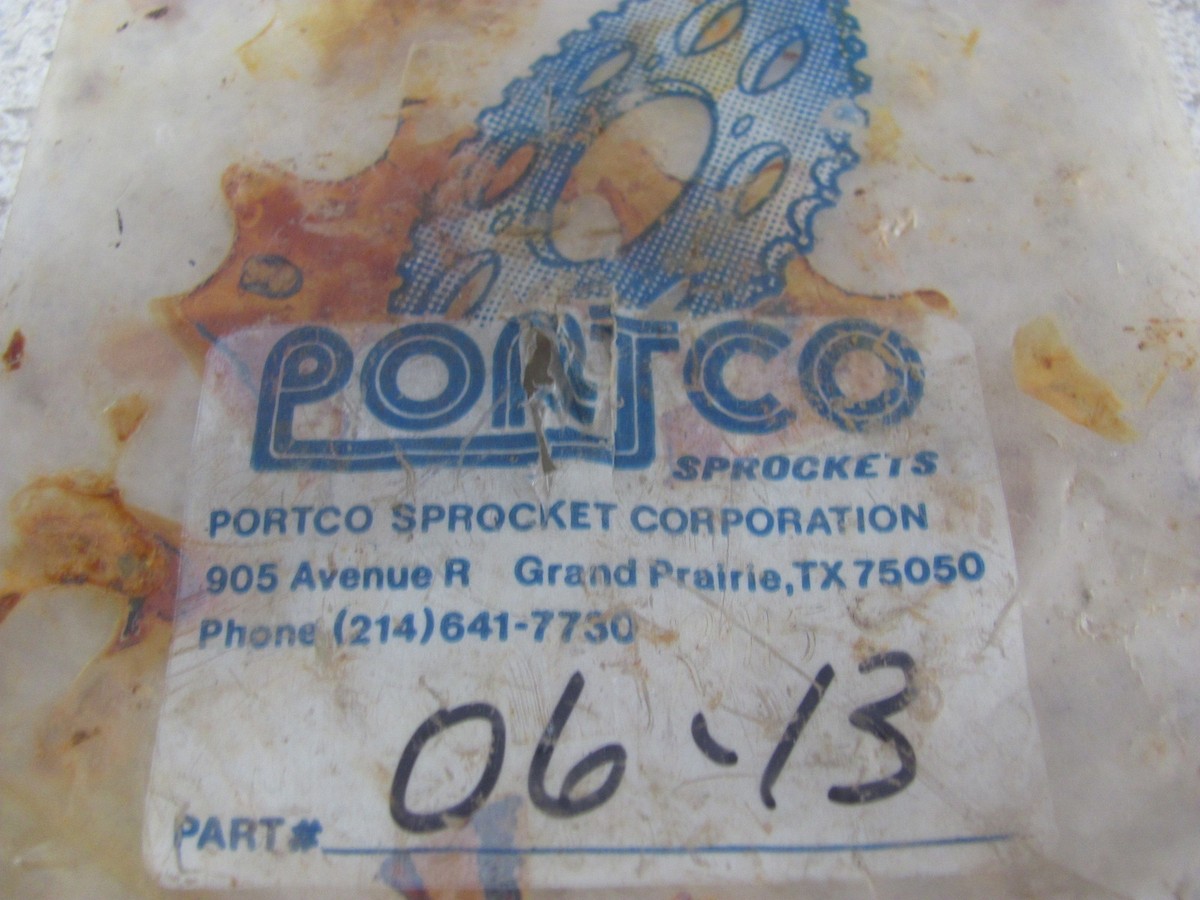 PORTCO
SPROCKETS
PORTCO SPROCKET CORPORATION
905 Avenue R Grand Prairie, TX 75050
Phone (214)641-7730
06-13
PART#